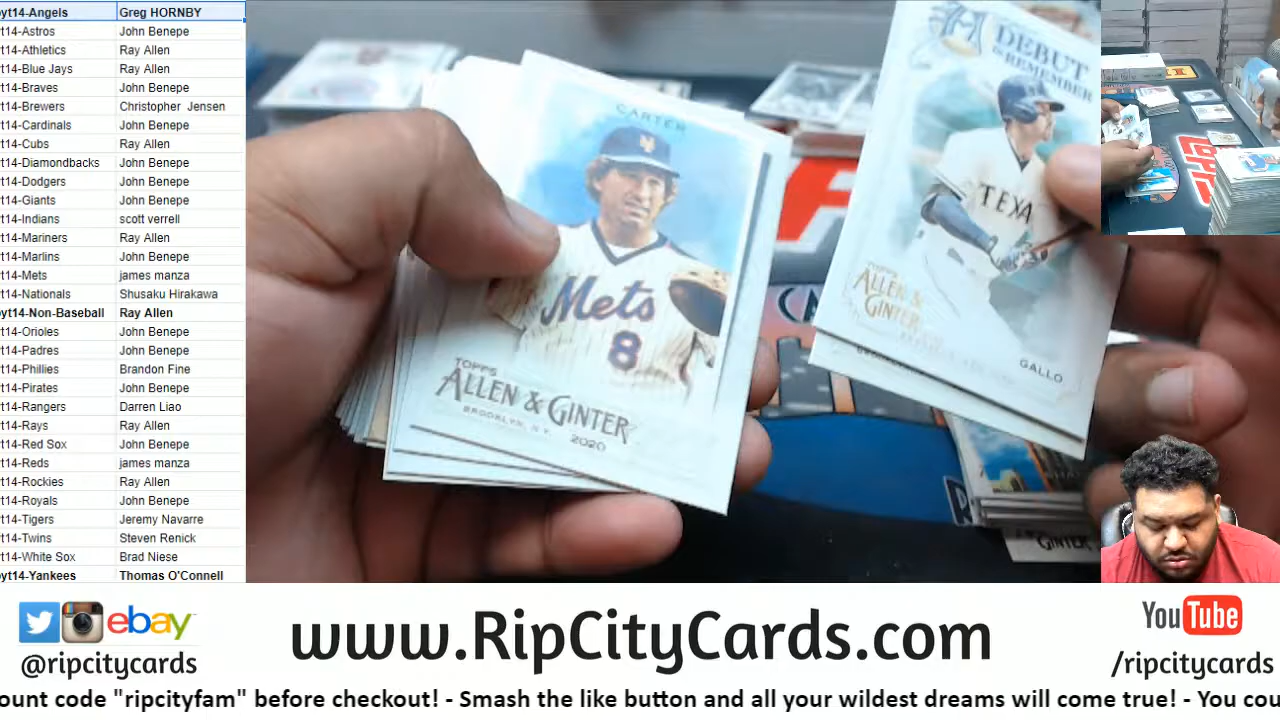 yt14-Angels Greg HORNBY
t14-Astros John Benepe
t14-Athletics Ray Allen
t14-Blue Jays Ray Allen
t14-Braves John Benepe
t14-Brewers Christopher Jensen
t14-Cardinals John Benepe
t14-Cubs Ray Allen
t14-Diamondbacks John Benepe
t14-Dodgers John Benepe
t14-Giants John Benepe
t14-Indians scott verrell
t14-Mariners Ray Allen
t14-Marlins John Benepe
t14-Mets james manza
t14-Nationals Shusaku Hirakawa
yt14-Non-Baseball Ray Allen
t14-Orioles John Benepe
t14-Padres John Benepe
t14-Phillies Brandon Fine
t14-Pirates John Benepe
t14-Rangers Darren Liao
t14-Rays Ray Allen
t14-Red Sox John Benepe
t14-Reds james manza
t14-Rockies Ray Allen
t14-Royals John Benepe
t14-Tigers Jeremy Navarre
t14-Twins Steven Renick
t14-White Sox Brad Niese
yt14-Yankees Thomas O'Connell
CARTER
Mets
8
TOPPS
ALLEN & GINTER
BROOKLYN, N.Y. 2020
A
DEBUT
REMEMBER
TEXA
TOPPS
ALLEN &
GINTER
GALLO
GINTER
ebay
@ripcitycards
www.RipCityCards.com
YouTube
/ripcitycards
ount code "ripcityfam" before checkout! - Smash the like button and all your wildest dreams will come true! - You cou